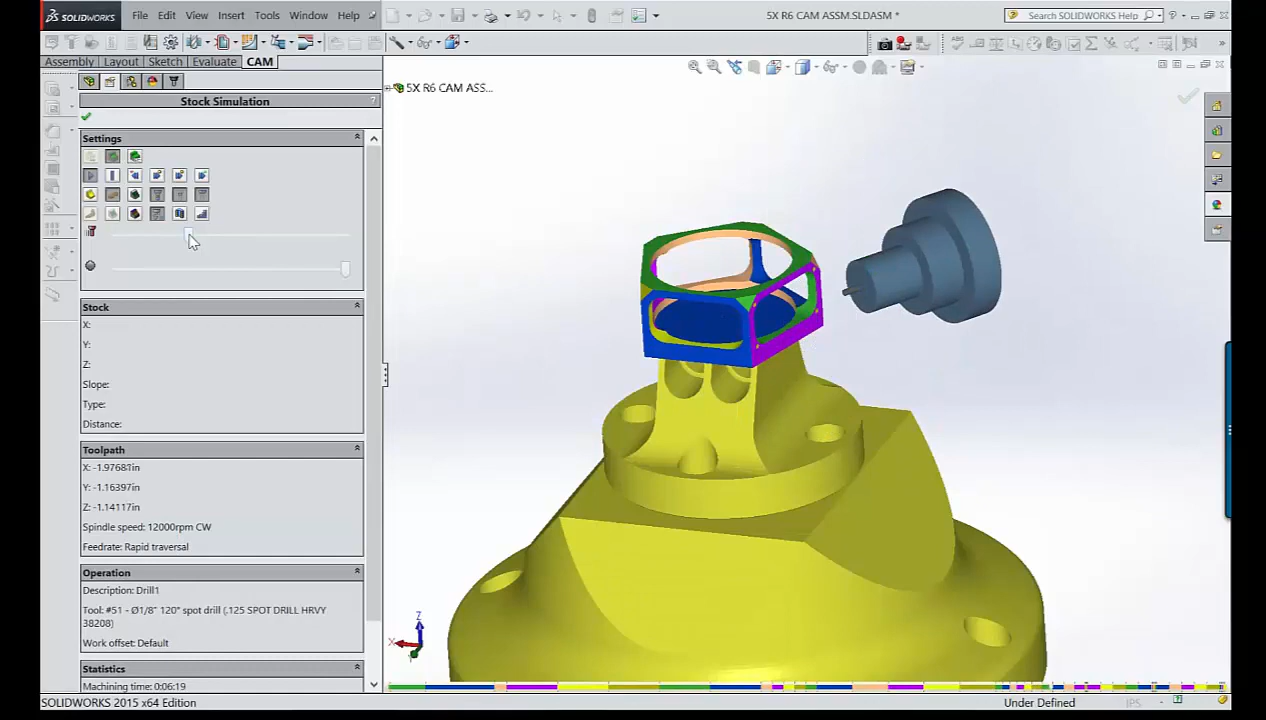 SOLIDWORKS File Edit View Insert Tools Window Help 5X R6 CAM ASSM.SLDASM * Search SOLIDWORKS Help
Assembly Layout Sketch Evaluate CAM
5X R6 CAM ASS...
Stock Simulation ?
Settings
Stock
X:
Y:
Z:
Slope:
Type:
Distance:
Toolpath
X: -1.97683in
Y: -1.16397in
Z: -1.14117in
Spindle speed: 12000rpm CW
Feedrate: Rapid traversal
Operation
Description: Drill1
Tool: #51 - Ø1/8" 120° spot drill (.125 SPOT DRILL HRVY
38208)
Work offset: Default
Statistics
Machining time: 0:06:19
Z
X
Y
SOLIDWORKS 2015 x64 Edition Under Defined IPS